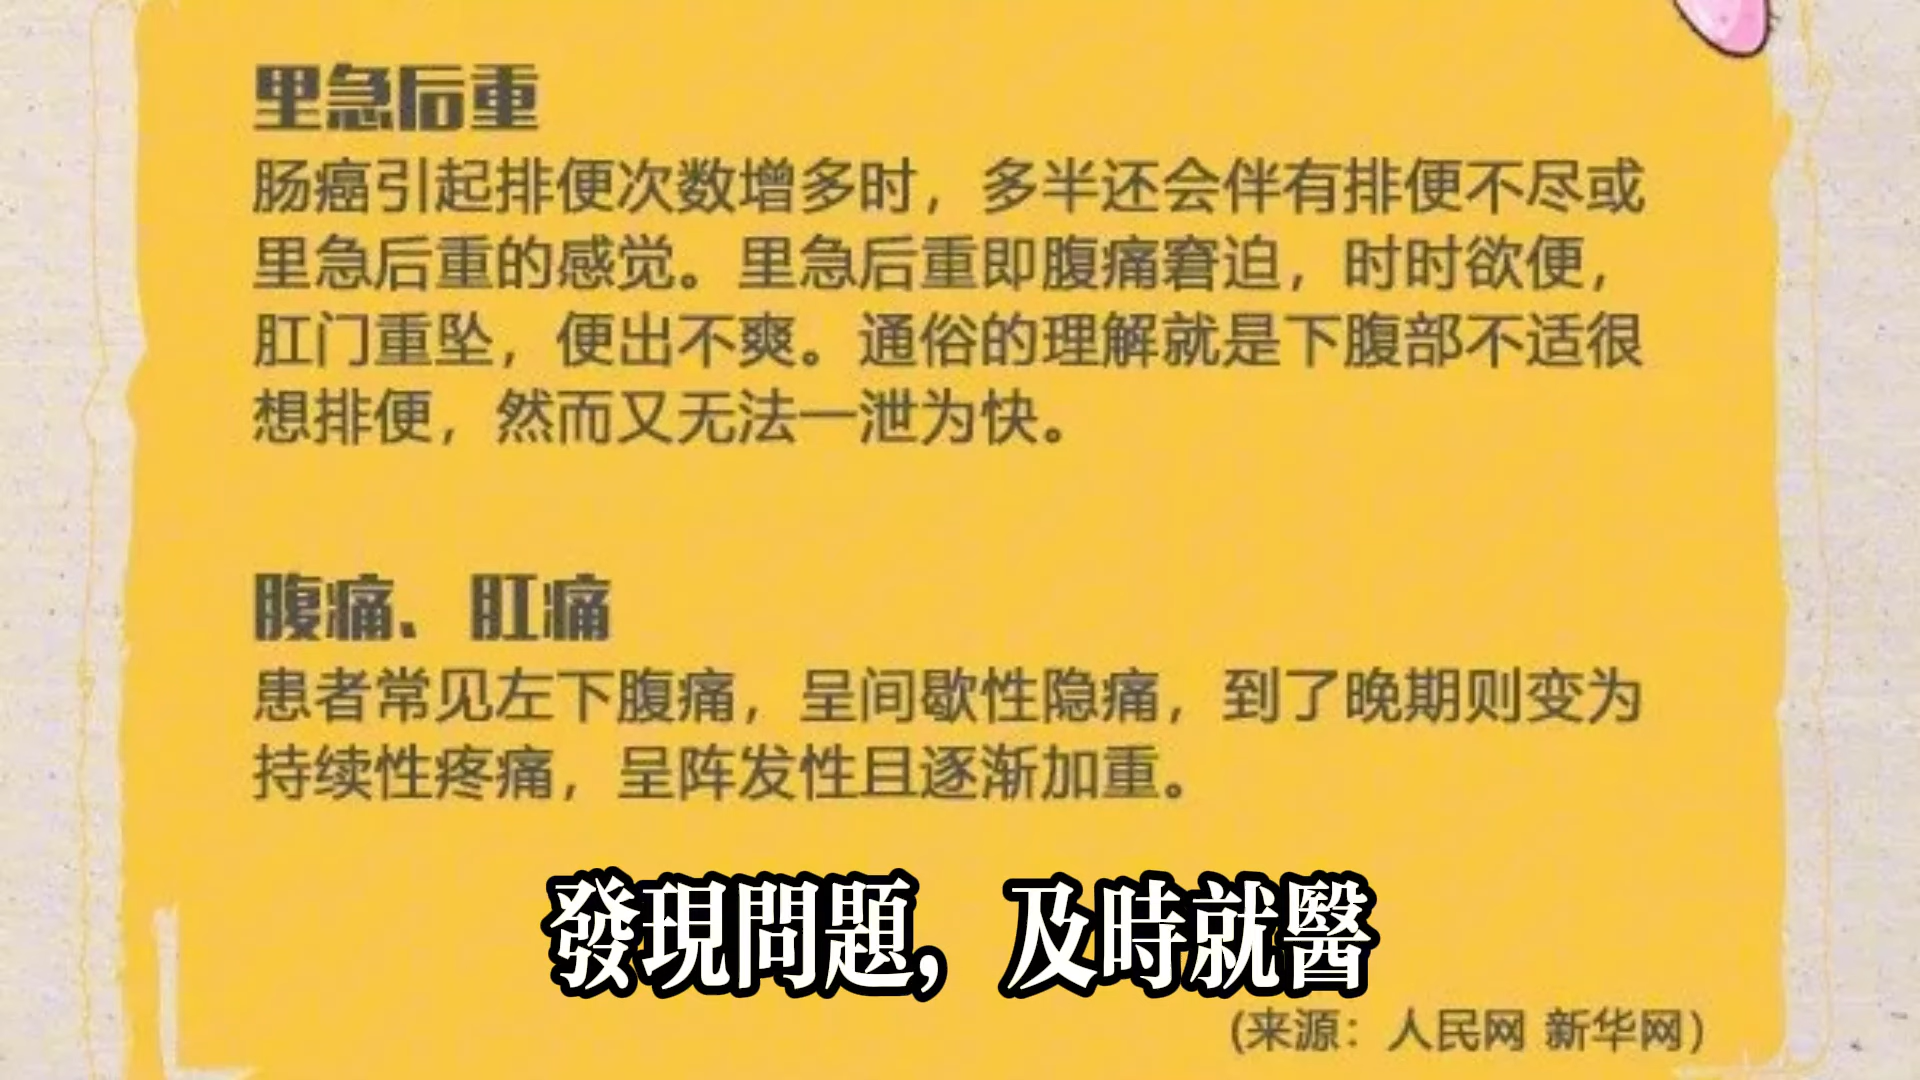 里急后重
肠癌引起排便次数增多时，多半还会伴有排便不尽或
里急后重的感觉。里急后重即腹痛窘迫，时时欲便，
肛门重坠，便出不爽。通俗的理解就是下腹部不适很
想排便，然而又无法一泄为快。
腹痛、肛痛
患者常见左下腹痛，呈间歇性隐痛，到了晚期则变为
持续性疼痛，呈阵发性且逐渐加重。
發現問題，及時就醫
(来源：人民网 新华网)